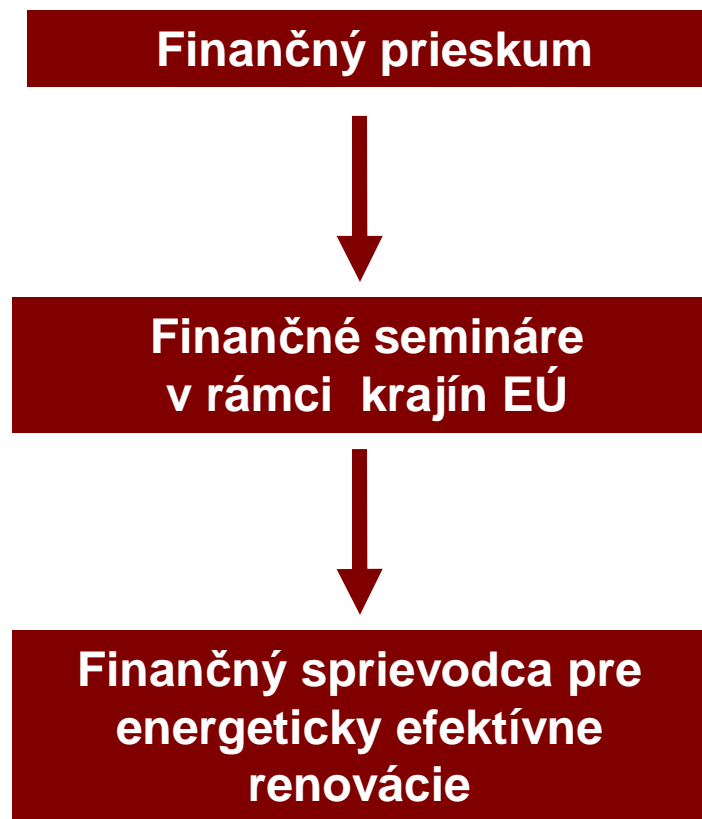 Finančný prieskum
Finančné semináre
v rámci krajín EÚ
Finančný sprievodca pre
energeticky efektívne
renovácie